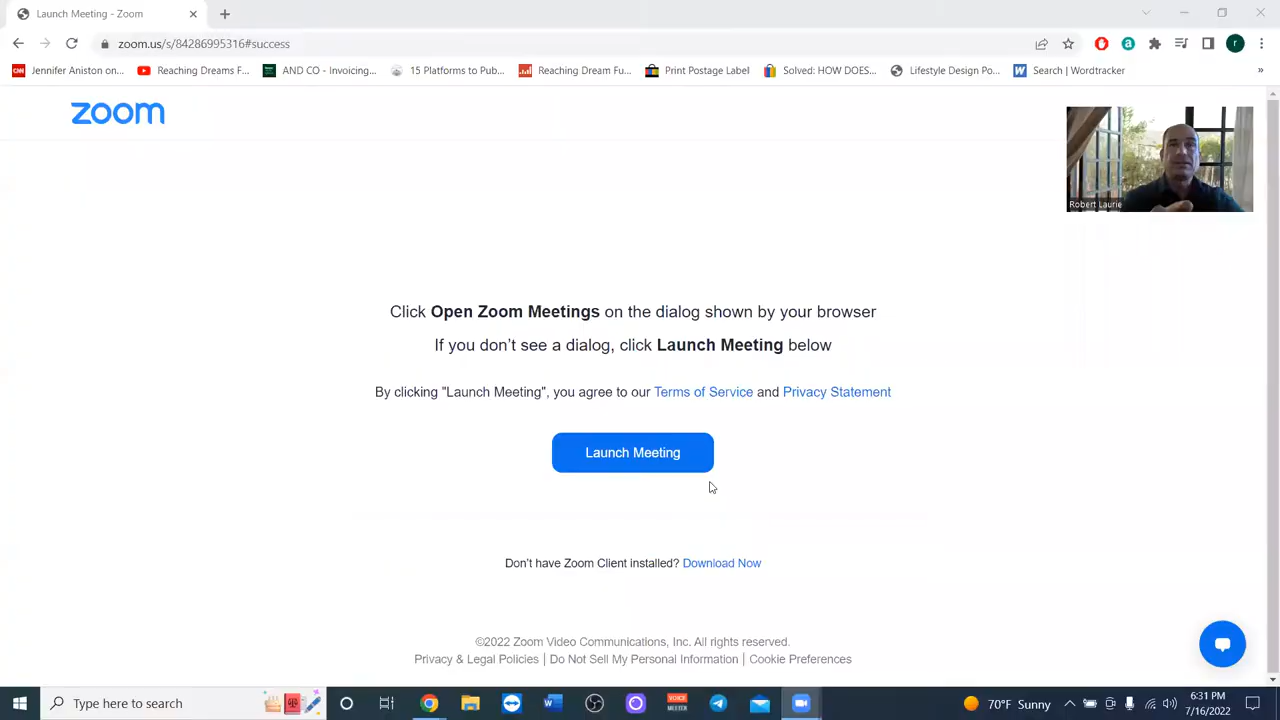 Launch Meeting - Zoom
zoom.us/s/84286995316#success
r
CNN Jennifer Aniston on... Reaching Dreams F... AND CO - Invoicing... 15 Platforms to Pub... Reaching Dream Fu... Print Postage Label Solved: HOW DOES... Lifestyle Design Po... W Search | Wordtracker »
zoom
Robert Laurie
Click Open Zoom Meetings on the dialog shown by your browser
If you don’t see a dialog, click Launch Meeting below
By clicking "Launch Meeting", you agree to our Terms of Service and Privacy Statement
Launch Meeting
Don’t have Zoom Client installed? Download Now
©2022 Zoom Video Communications, Inc. All rights reserved.
Privacy & Legal Policies | Do Not Sell My Personal Information | Cookie Preferences
Type here to search
VOICE MEETER
70°F Sunny
6:31 PM
7/16/2022